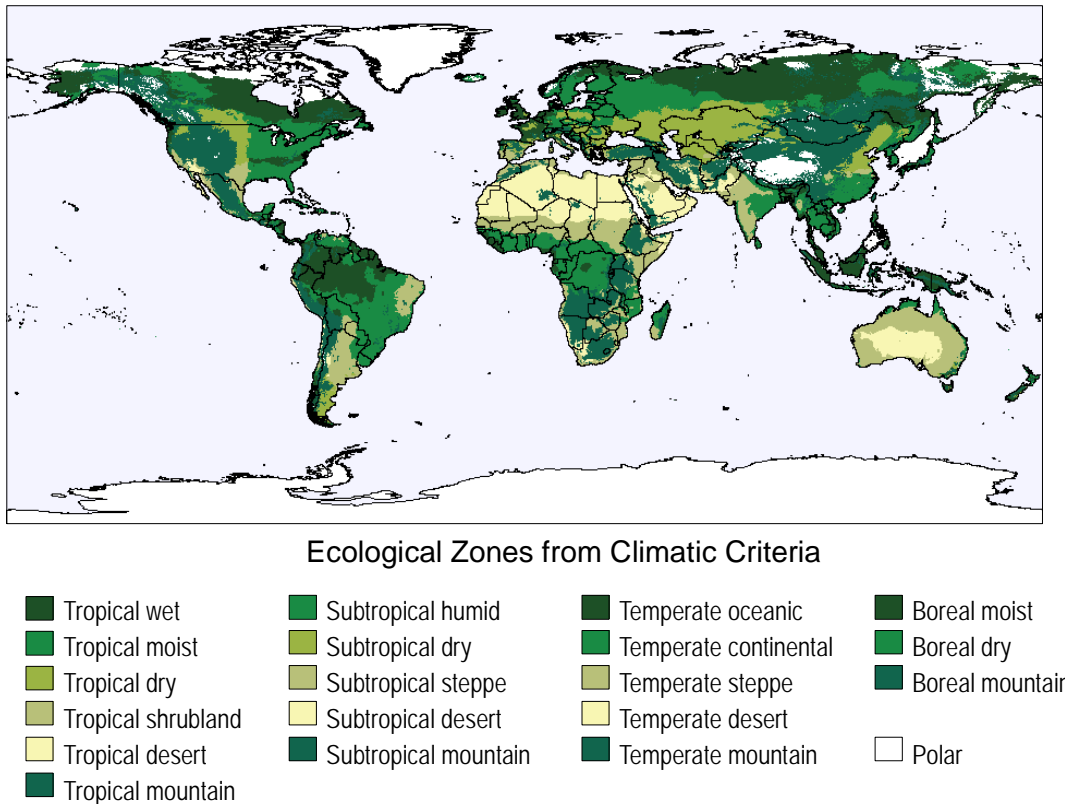 Ecological Zones from Climatic Criteria
Tropical wet
Tropical moist
Tropical dry
Tropical shrubland
Tropical desert
Tropical mountain
Subtropical humid
Subtropical dry
Subtropical steppe
Subtropical desert
Subtropical mountain
Temperate oceanic
Temperate continental
Temperate steppe
Temperate desert
Temperate mountain
Boreal moist
Boreal dry
Boreal mountain
Polar